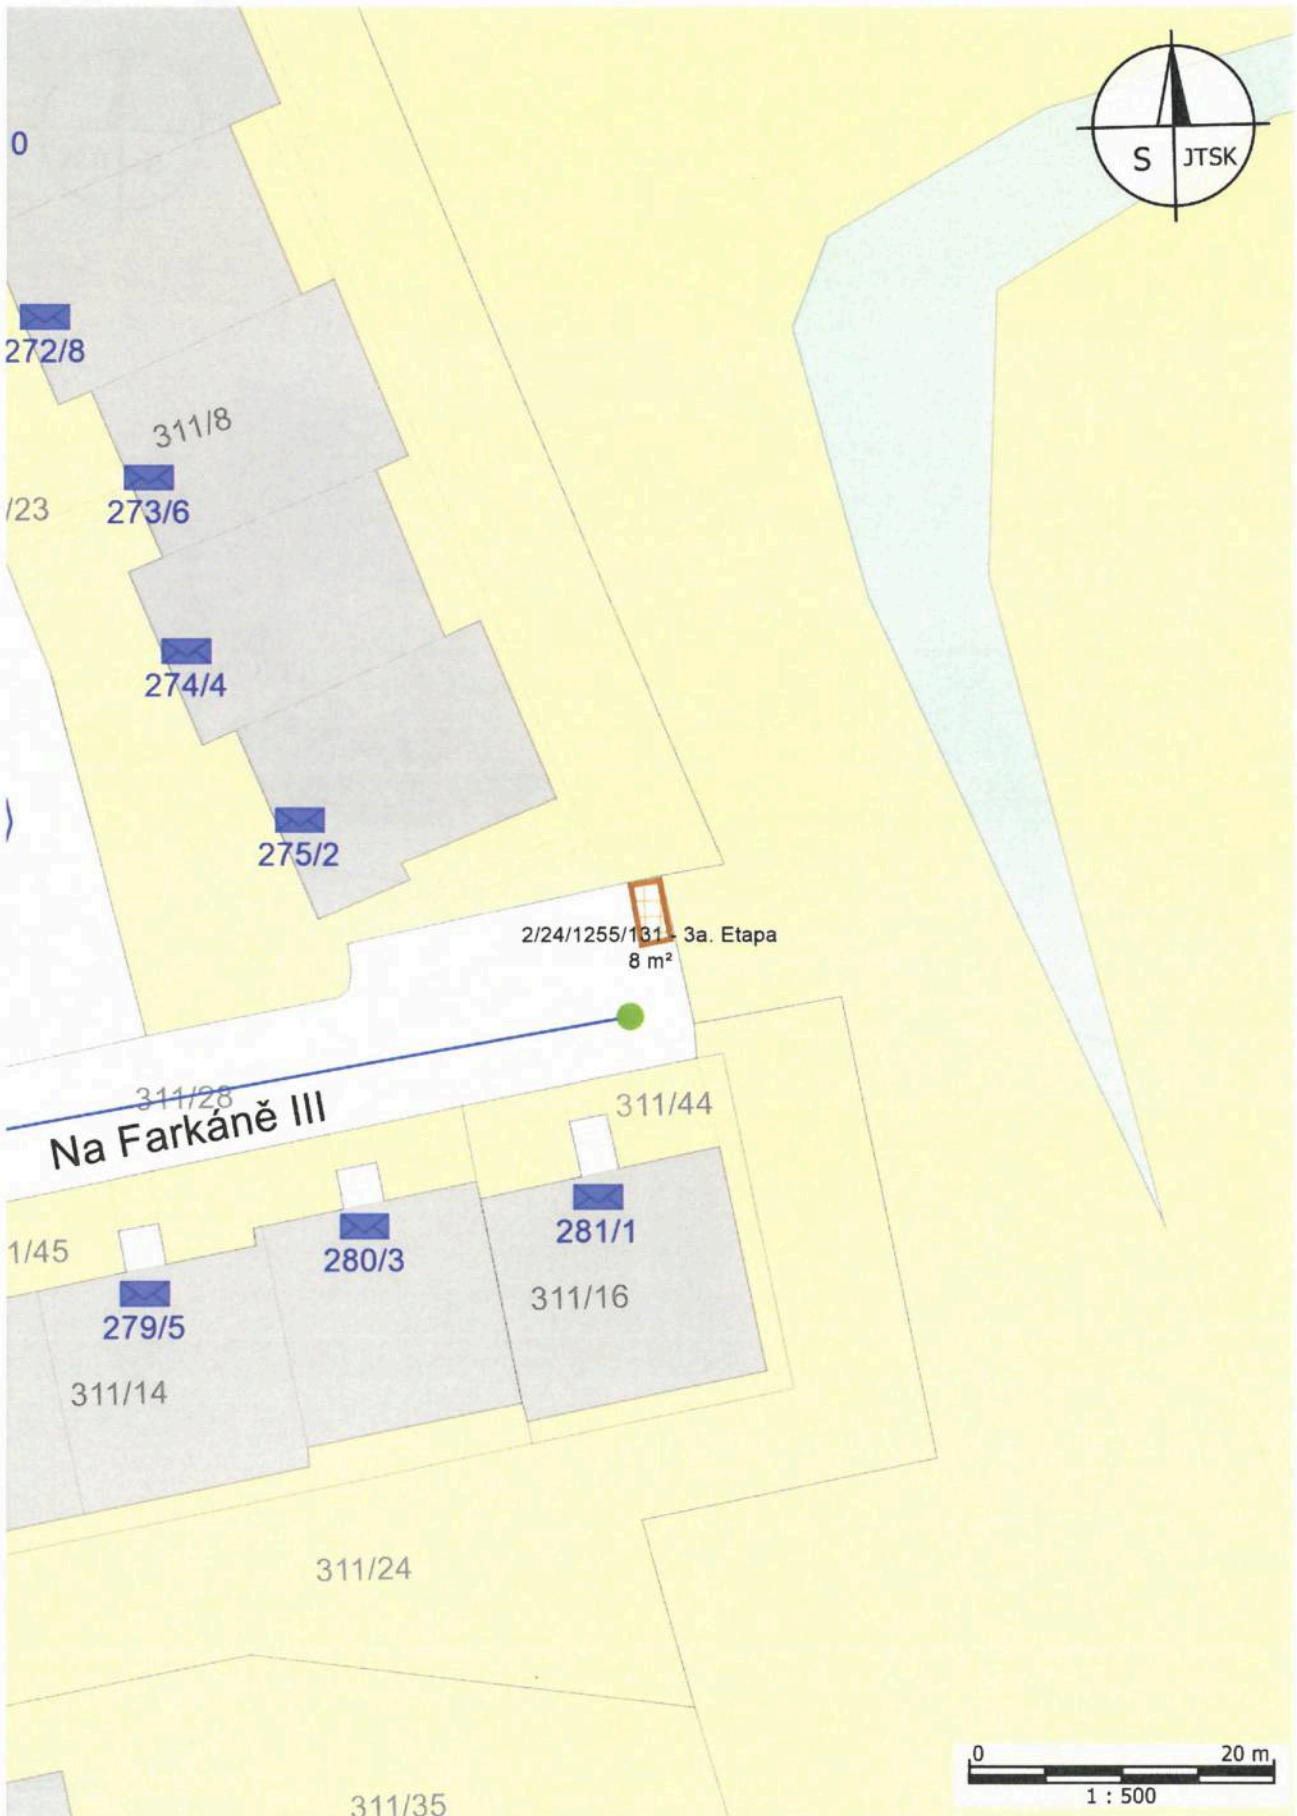 S JTSK
0
272/8
311/8
/23
273/6
274/4
275/2
2/24/1255/131 - 3a. Etapa
8 m²
311/28
Na Farkáně III
311/44
1/45
280/3
281/1
279/5
311/16
311/14
311/24
311/35
0 20 m
1 : 500